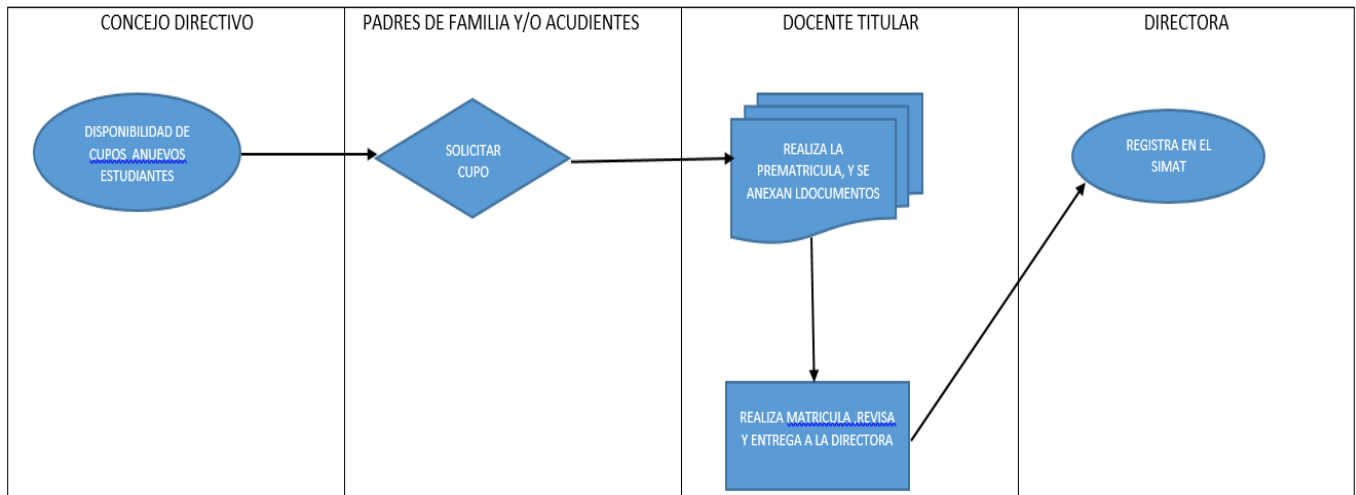 CONCEJO DIRECTIVO
PADRES DE FAMILIA Y/O ACUDIENTES
DOCENTE TITULAR
DIRECTORA
DISPONIBILIDAD DE
CUPOS ANUEVOS
ESTUDIANTES
SOLICITAR
CUPO
REALIZA LA
PREMATRICULA, Y SE
ANEXAN LDOCUMENTOS
REGISTRA EN EL
SIMAT
REALIZA MATRICULA ,REVISA
Y ENTREGA A LA DIRECTORA